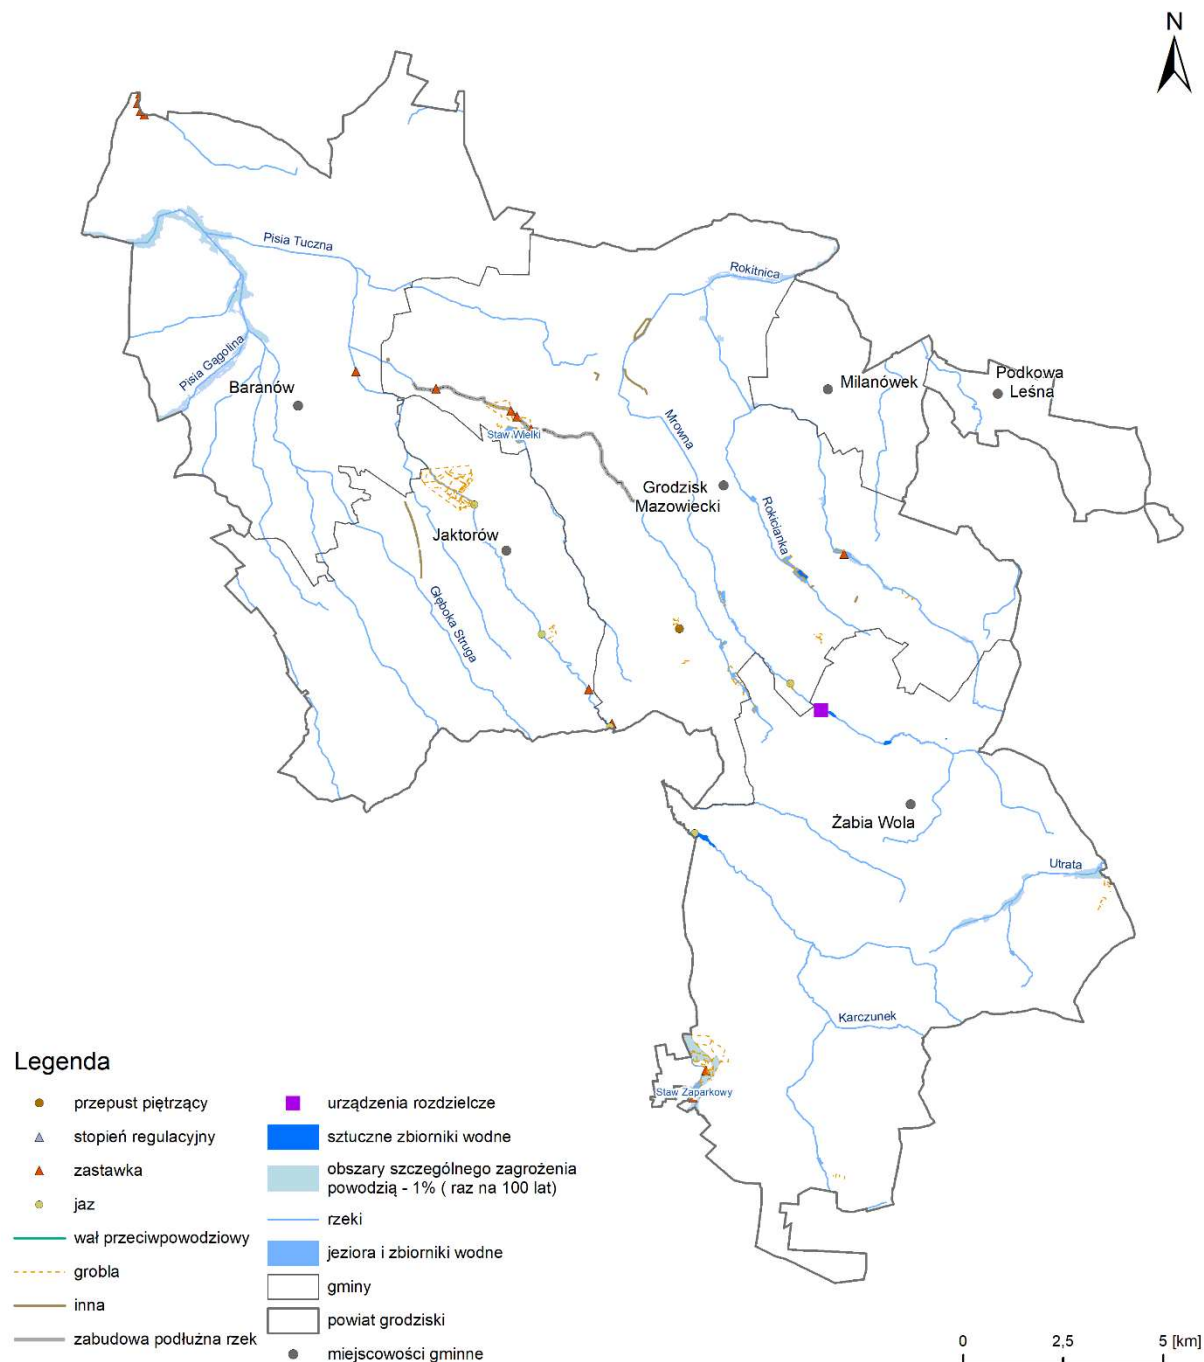 N
Pisia Tuczna
Rokitnica
Pisia Gągolina
Baranów
Milanówek
Podkowa
Leśna
Staw Wielki
Mrowna
Grodzisk
Mazowiecki
Rokicianka
Jaktorów
Głęboka Struga
Żabia Wola
Utrata
Karczunek
Staw Zaparkowy
Legenda
przepust piętrzący
stopień regulacyjny
zastawka
jaz
wał przeciwpowodziowy
grobla
inna
zabudowa podłużna rzek
urządzenia rozdzielcze
sztuczne zbiorniki wodne
obszary szczególnego zagrożenia
powodzią - 1% ( raz na 100 lat)
rzeki
jeziora i zbiorniki wodne
gminy
powiat grodziski
miejscowości gminne
0 2,5 5 [km]